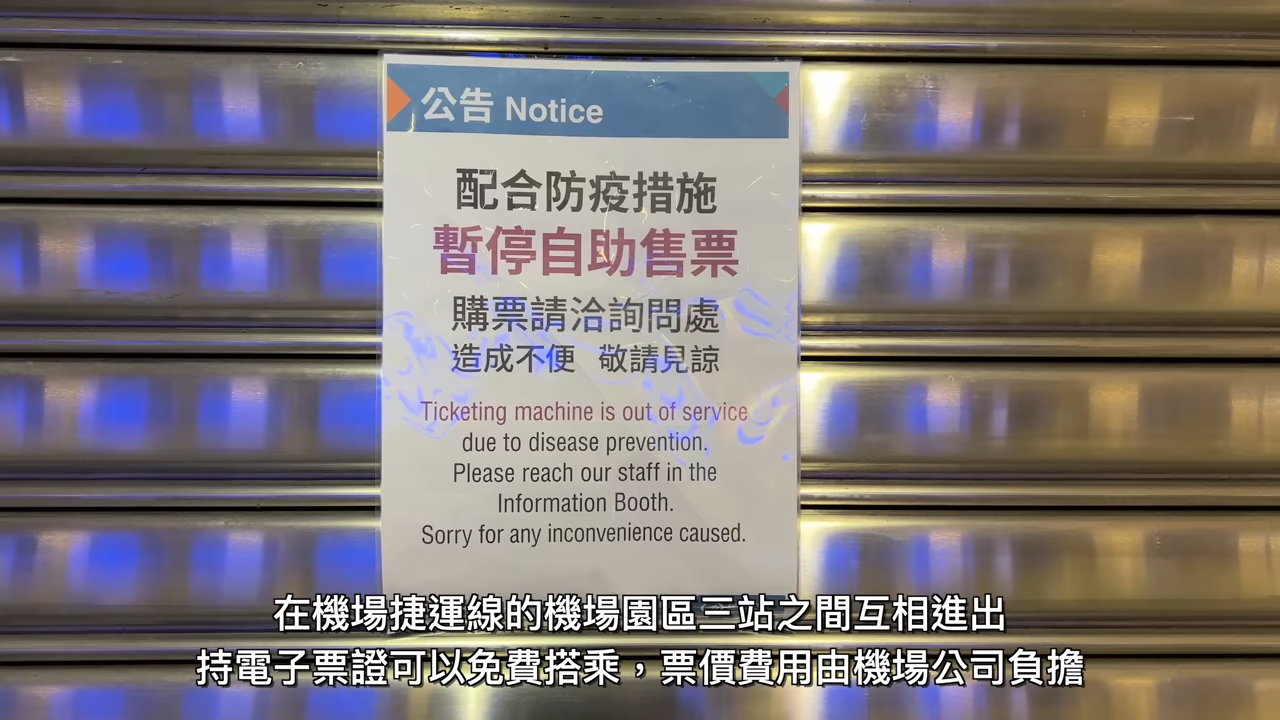 公告 Notice
配合防疫措施
暫停自助售票
購票請洽詢問處
造成不便 敬請見諒
Ticketing machine is out of service
due to disease prevention.
Please reach our staff in the
Information Booth.
Sorry for any inconvenience caused.
在機場捷運線的機場園區三站之間互相進出
持電子票證可以免費搭乘，票價費用由機場公司負擔